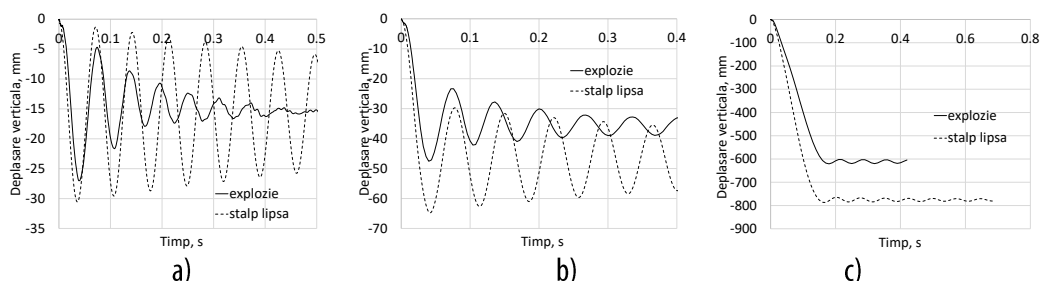 0
-5
-10
-15
-20
-25
-30
-35
0 0.1 0.2 0.3 0.4 0.5
Deplasare verticala, mm
explozie
stalp lipsa
Timp, s
a)
0
-10
-20
-30
-40
-50
-60
-70
0 0.1 0.2 0.3 0.4
Deplasare verticala, mm
explozie
stalp lipsa
Timp, s
b)
0
-100
-200
-300
-400
-500
-600
-700
-800
-900
0 0.2 0.4 0.6 0.8
Deplasare verticala, mm
explozie
stalp lipsa
Timp, s
c)